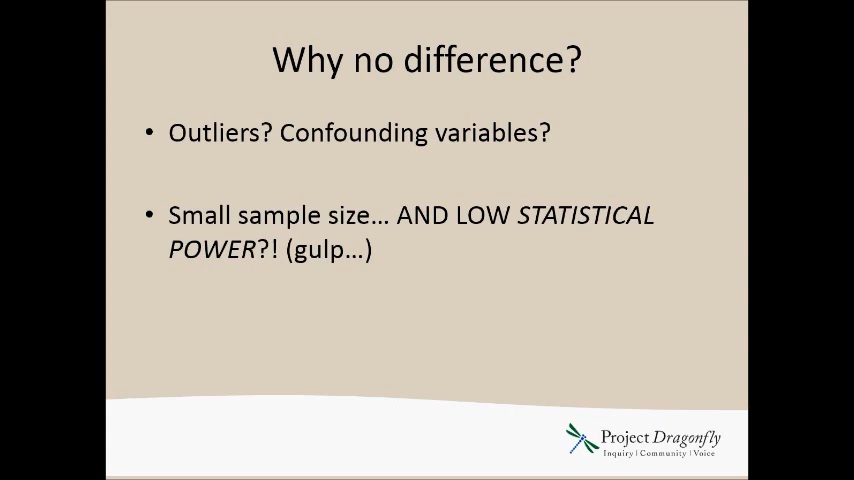 Why no difference?
• Outliers? Confounding variables?
• Small sample size… AND LOW STATISTICAL
POWER?! (gulp…)
Project Dragonfly
Inquiry | Community | Voice